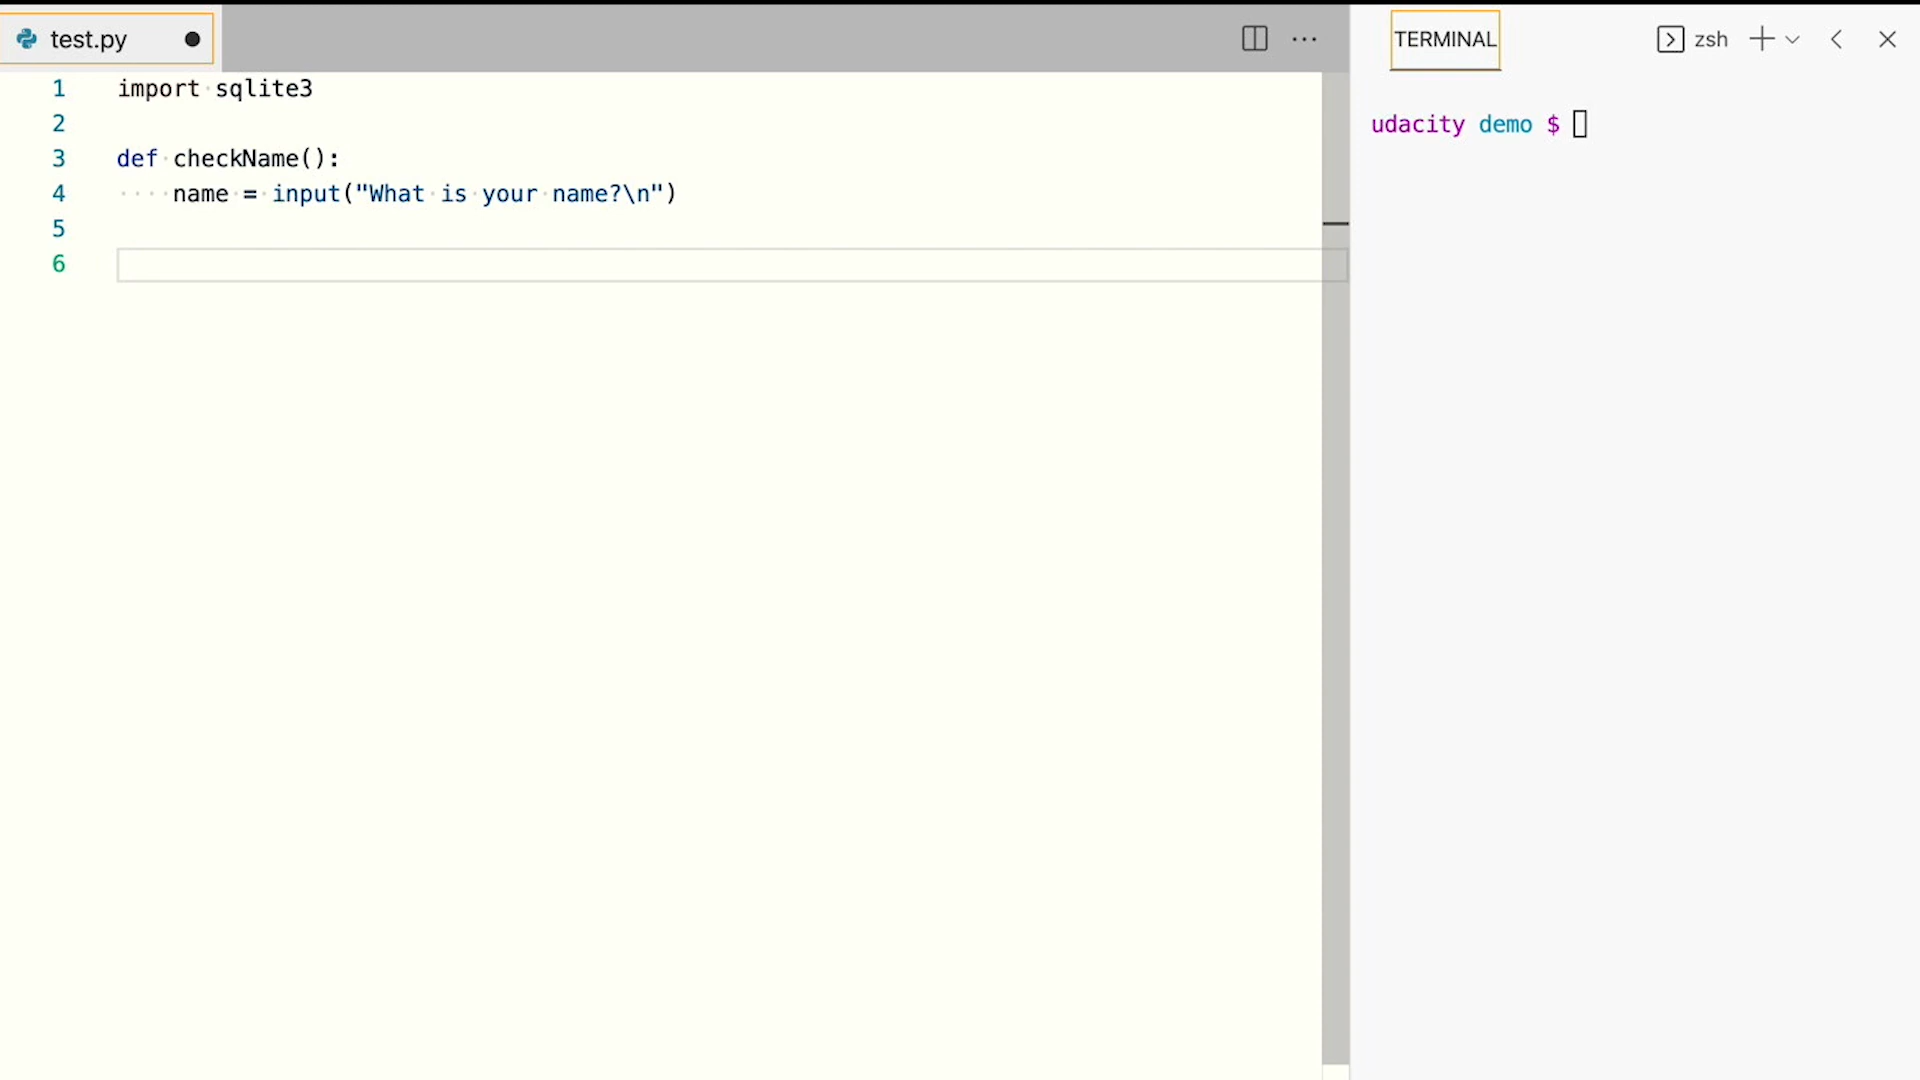 test.py
TERMINAL
zsh
1 import sqlite3
2
3 def checkName():
4 name = input("What is your name?\n")
5
6
udacity demo $